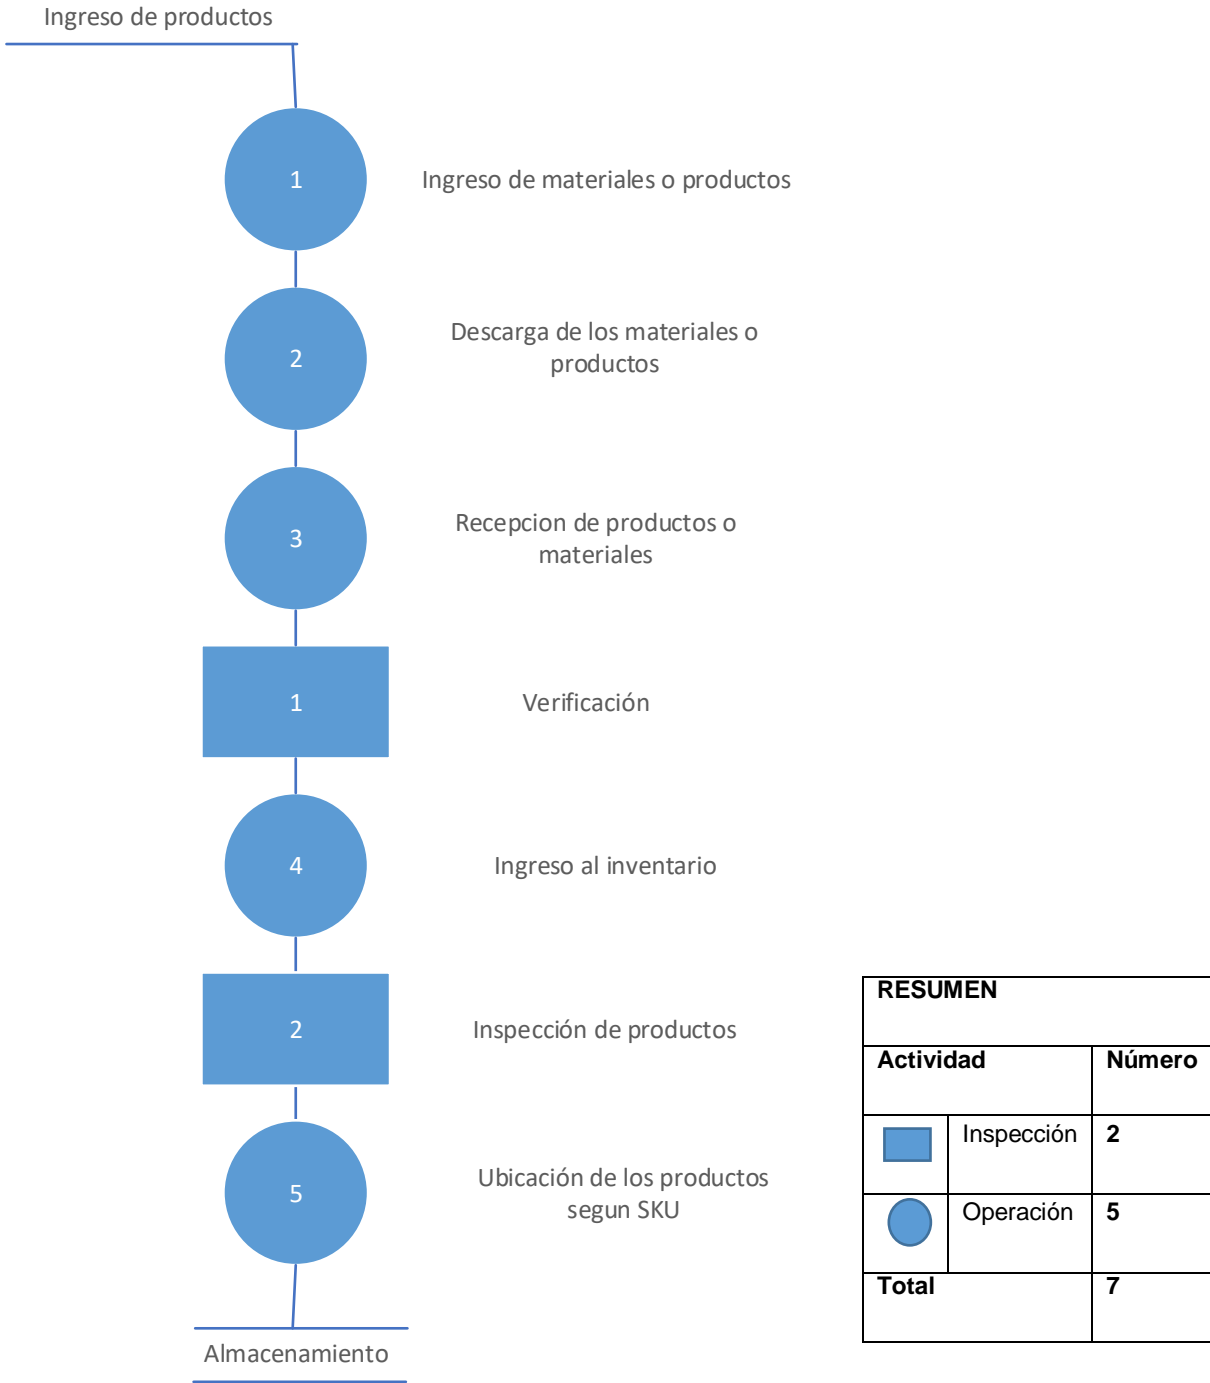 Ingreso de productos
1
Ingreso de materiales o productos
2
Descarga de los materiales o
productos
3
Recepcion de productos o
materiales
1
Verificación
4
Ingreso al inventario
2
Inspección de productos
5
Ubicación de los productos
segun SKU
Almacenamiento
RESUMEN
Actividad Número
Inspección 2
Operación 5
Total 7